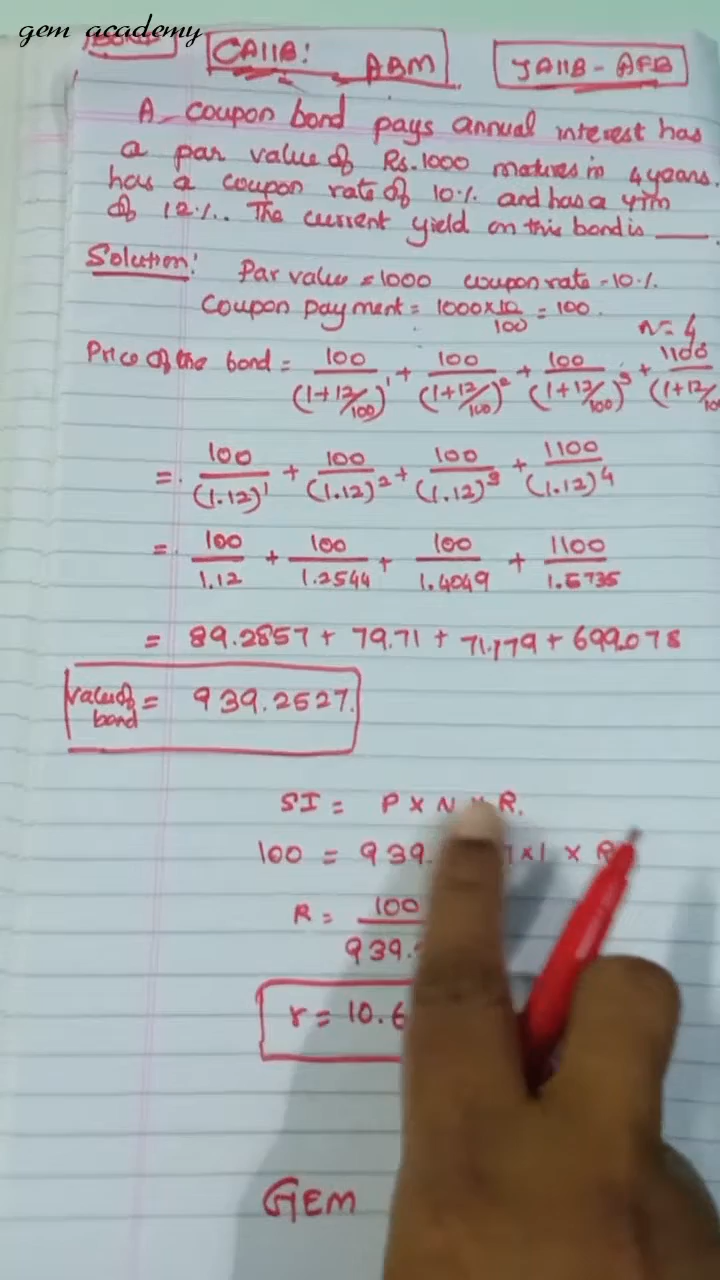 gem academy
BOND CAIIB: ABM JAIIB - AFB
A coupon bond pays annual interest has
a par value of Rs. 1000 matures in 4 years.
has a coupon rate of 10%. and has a YTM
of 12%. The current yield on this bond is ___.
Solution: Par value = 1000 coupon rate - 10%.
Coupon payment = 1000 x 10/100 = 100.
N = 4
Price of the bond = 100/(1+12/100)^1 + 100/(1+12/100)^2 + 100/(1+12/100)^3 + 1100/(1+12/
= 100/(1.12)^1 + 100/(1.12)^2 + 100/(1.12)^3 + 1100/(1.12)^4
= 100/1.12 + 100/1.2544 + 100/1.4049 + 1100/1.5735
= 89.2857 + 79.71 + 71.179 + 699.078
Value of bond = 939.2527.
SI = P x N x R.
100 = 939. x 1 x R
R = 100/939.
r = 10.6
GEM